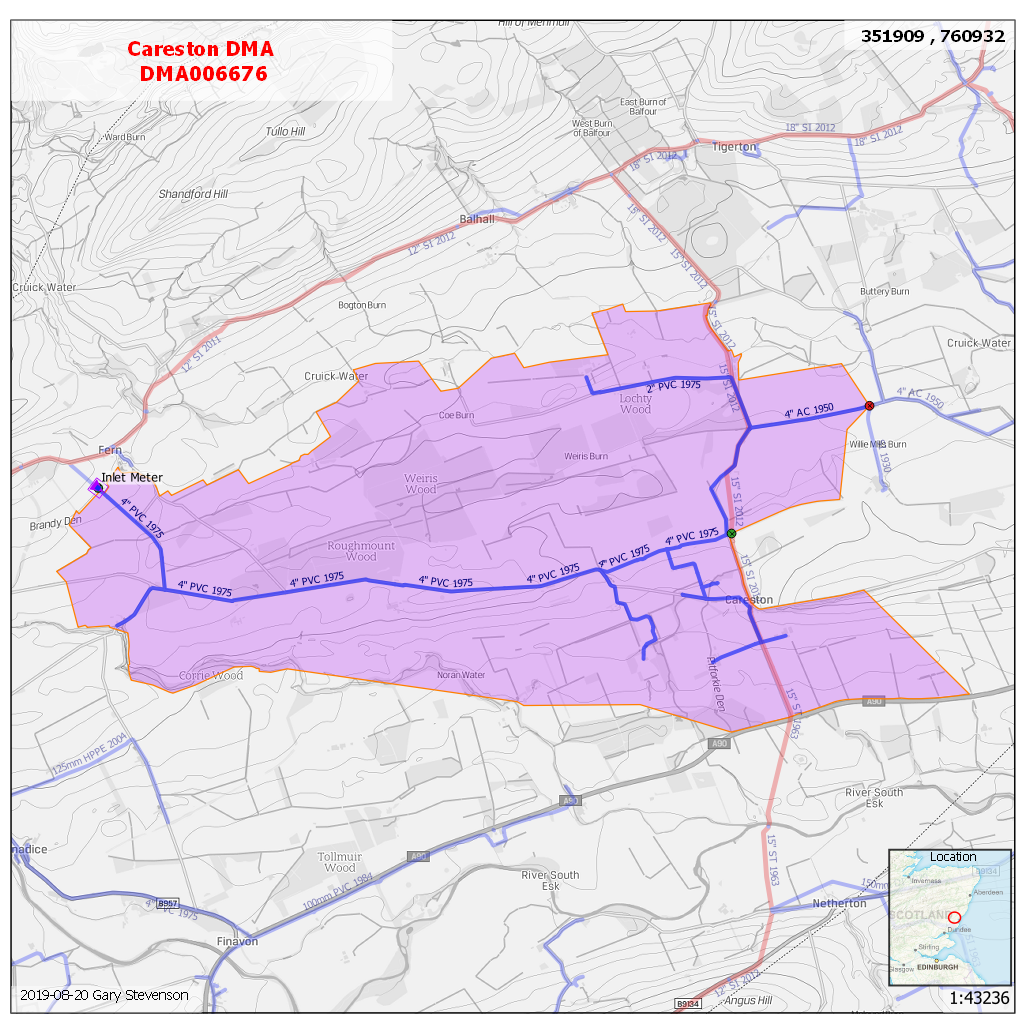 Hill of Menmuir
Careston DMA
DMA006676
351909 , 760932
East Burn of
Balfour
West Burn
of Balfour
18" SI 2012
18" SI 2012
Ward Burn
Tullo Hill
Tigerton
18" SI 2012
Shandford Hill
15" SI 2012
Balhall
12" SI 2012
15" SI 2012
Cruick Water
Buttery Burn
Bogton Burn
15" SI 2012
12" SI 2011
Cruick Water
Cruick Water
15" SI 2012
2" PVC 1975
Lochty
Wood
4" AC 1950
4" AC 1950
Coe Burn
Fern
Willie Mill Burn
1930
Weiris Burn
Inlet Meter
Weiris
Wood
15" SI 2012
4" PVC 1975
Brandy Den
4" PVC 1975
Roughmount
Wood
4" PVC 1975
4" PVC 1975
4" PVC 1975
4" PVC 1975
4" PVC 1975
15" SI 2012
Careston
Corrie Wood
Noran Water
Pitforkie Den
15" ST 1963
A90
A90
125mm HPPE 2004
River South
Esk
A90
15" ST 1963
Tollmuir
Wood
A90
100mm PVC 1984
River South
Esk
B957
4" PVC 1975
Finavon
Netherton
150mm
Location
B9134
Inverness
Aberdeen
SCOTLAND
Dundee
Stirling
Glasgow
EDINBURGH
12" SI 2012
B9134
Angus Hill
2019-08-20 Gary Stevenson
1:43236